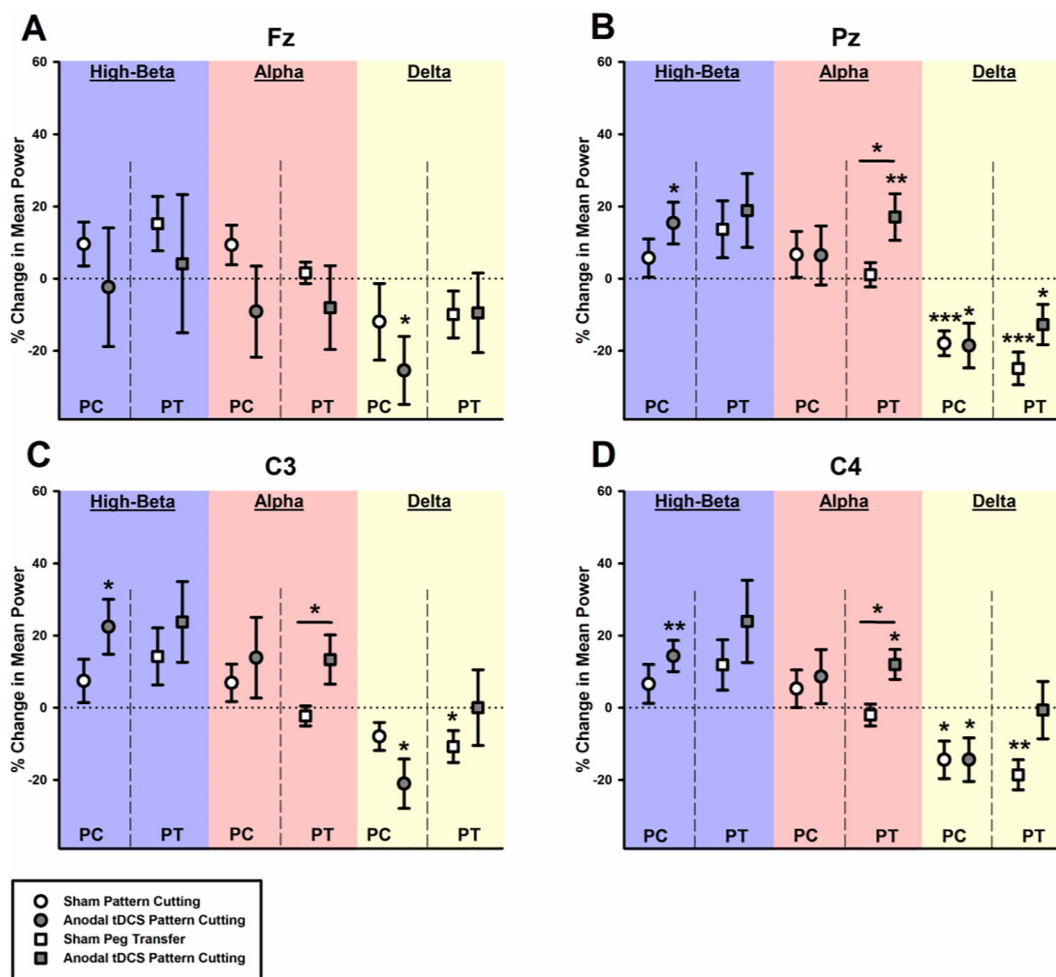 A
Fz
60
40
20
0
-20
% Change in Mean Power
High-Beta
Alpha
Delta
*
PC
PT
PC
PT
PC
PT
B
Pz
60
40
20
0
-20
% Change in Mean Power
High-Beta
Alpha
Delta
*
*
**
***
*
***
*
PC
PT
PC
PT
PC
PT
C
C3
60
40
20
0
-20
% Change in Mean Power
High-Beta
Alpha
Delta
*
*
*
*
PC
PT
PC
PT
PC
PT
D
C4
60
40
20
0
-20
% Change in Mean Power
High-Beta
Alpha
Delta
**
*
*
*
*
**
PC
PT
PC
PT
PC
PT
Sham Pattern Cutting
Anodal tDCS Pattern Cutting
Sham Peg Transfer
Anodal tDCS Pattern Cutting